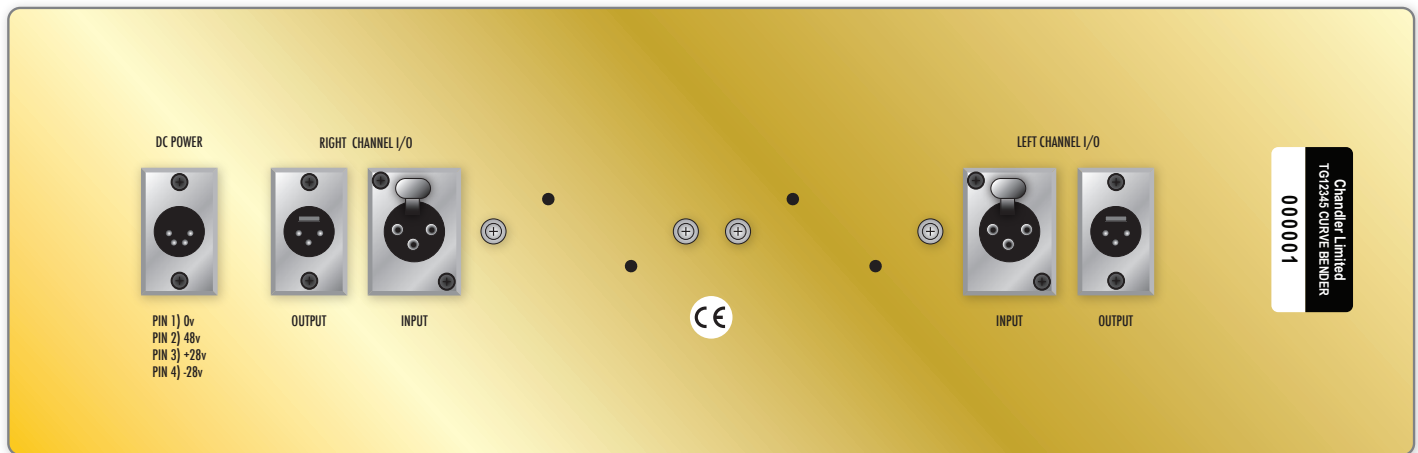 DC POWER
RIGHT CHANNEL I/O
LEFT CHANNEL I/O
PIN 1) 0v
PIN 2) 48v
PIN 3) +28v
PIN 4) -28v
OUTPUT
INPUT
CE
INPUT
OUTPUT
Chandler Limited
TG12345 CURVE BENDER
000001